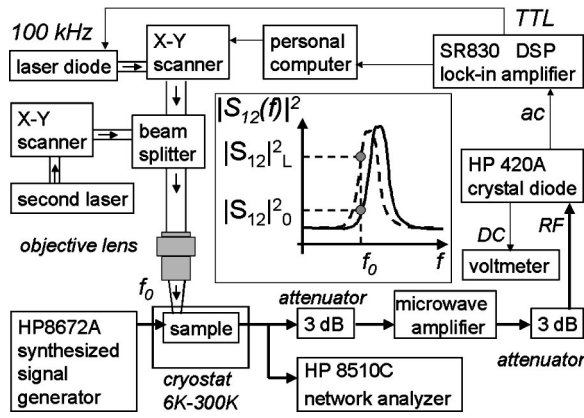 100 kHz
TTL
laser diode
X-Y
scanner
personal
computer
SR830 DSP
lock-in amplifier
X-Y
scanner
beam
splitter
second laser
|S12(f)|2
|S12|2L
|S12|20
f0
f
ac
HP 420A
crystal diode
DC
RF
voltmeter
objective lens
f0
HP8672A
synthesized
signal
generator
sample
cryostat
6K-300K
attenuator
3 dB
microwave
amplifier
3 dB
attenuator
HP 8510C
network analyzer